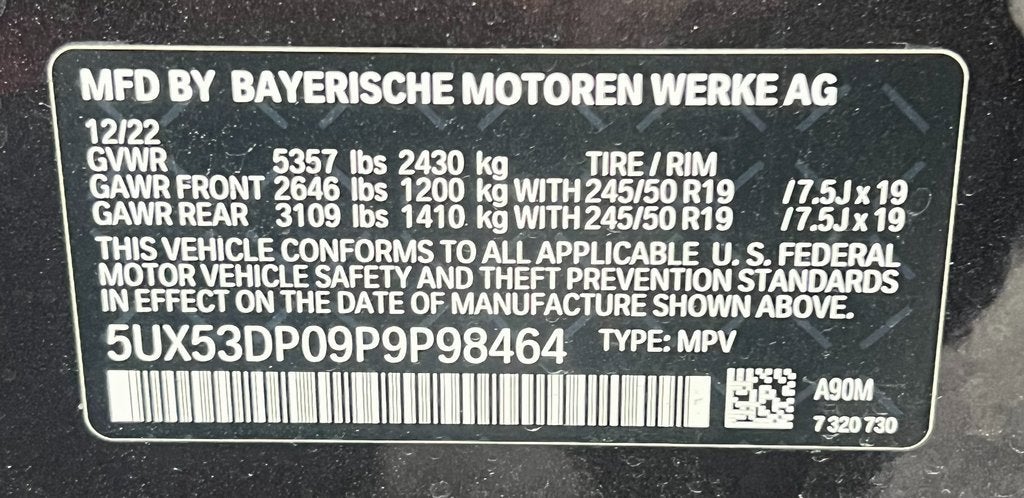 MFD BY BAYERISCHE MOTOREN WERKE AG
12/22
GVWR 5357 lbs 2430 kg TIRE / RIM
GAWR FRONT 2646 lbs 1200 kg WITH 245/50 R19 /7.5J x 19
GAWR REAR 3109 lbs 1410 kg WITH 245/50 R19 /7.5J x 19
THIS VEHICLE CONFORMS TO ALL APPLICABLE U. S. FEDERAL
MOTOR VEHICLE SAFETY AND THEFT PREVENTION STANDARDS
IN EFFECT ON THE DATE OF MANUFACTURE SHOWN ABOVE.
5UX53DP09P9P98464 TYPE: MPV
A90M
7 320 730